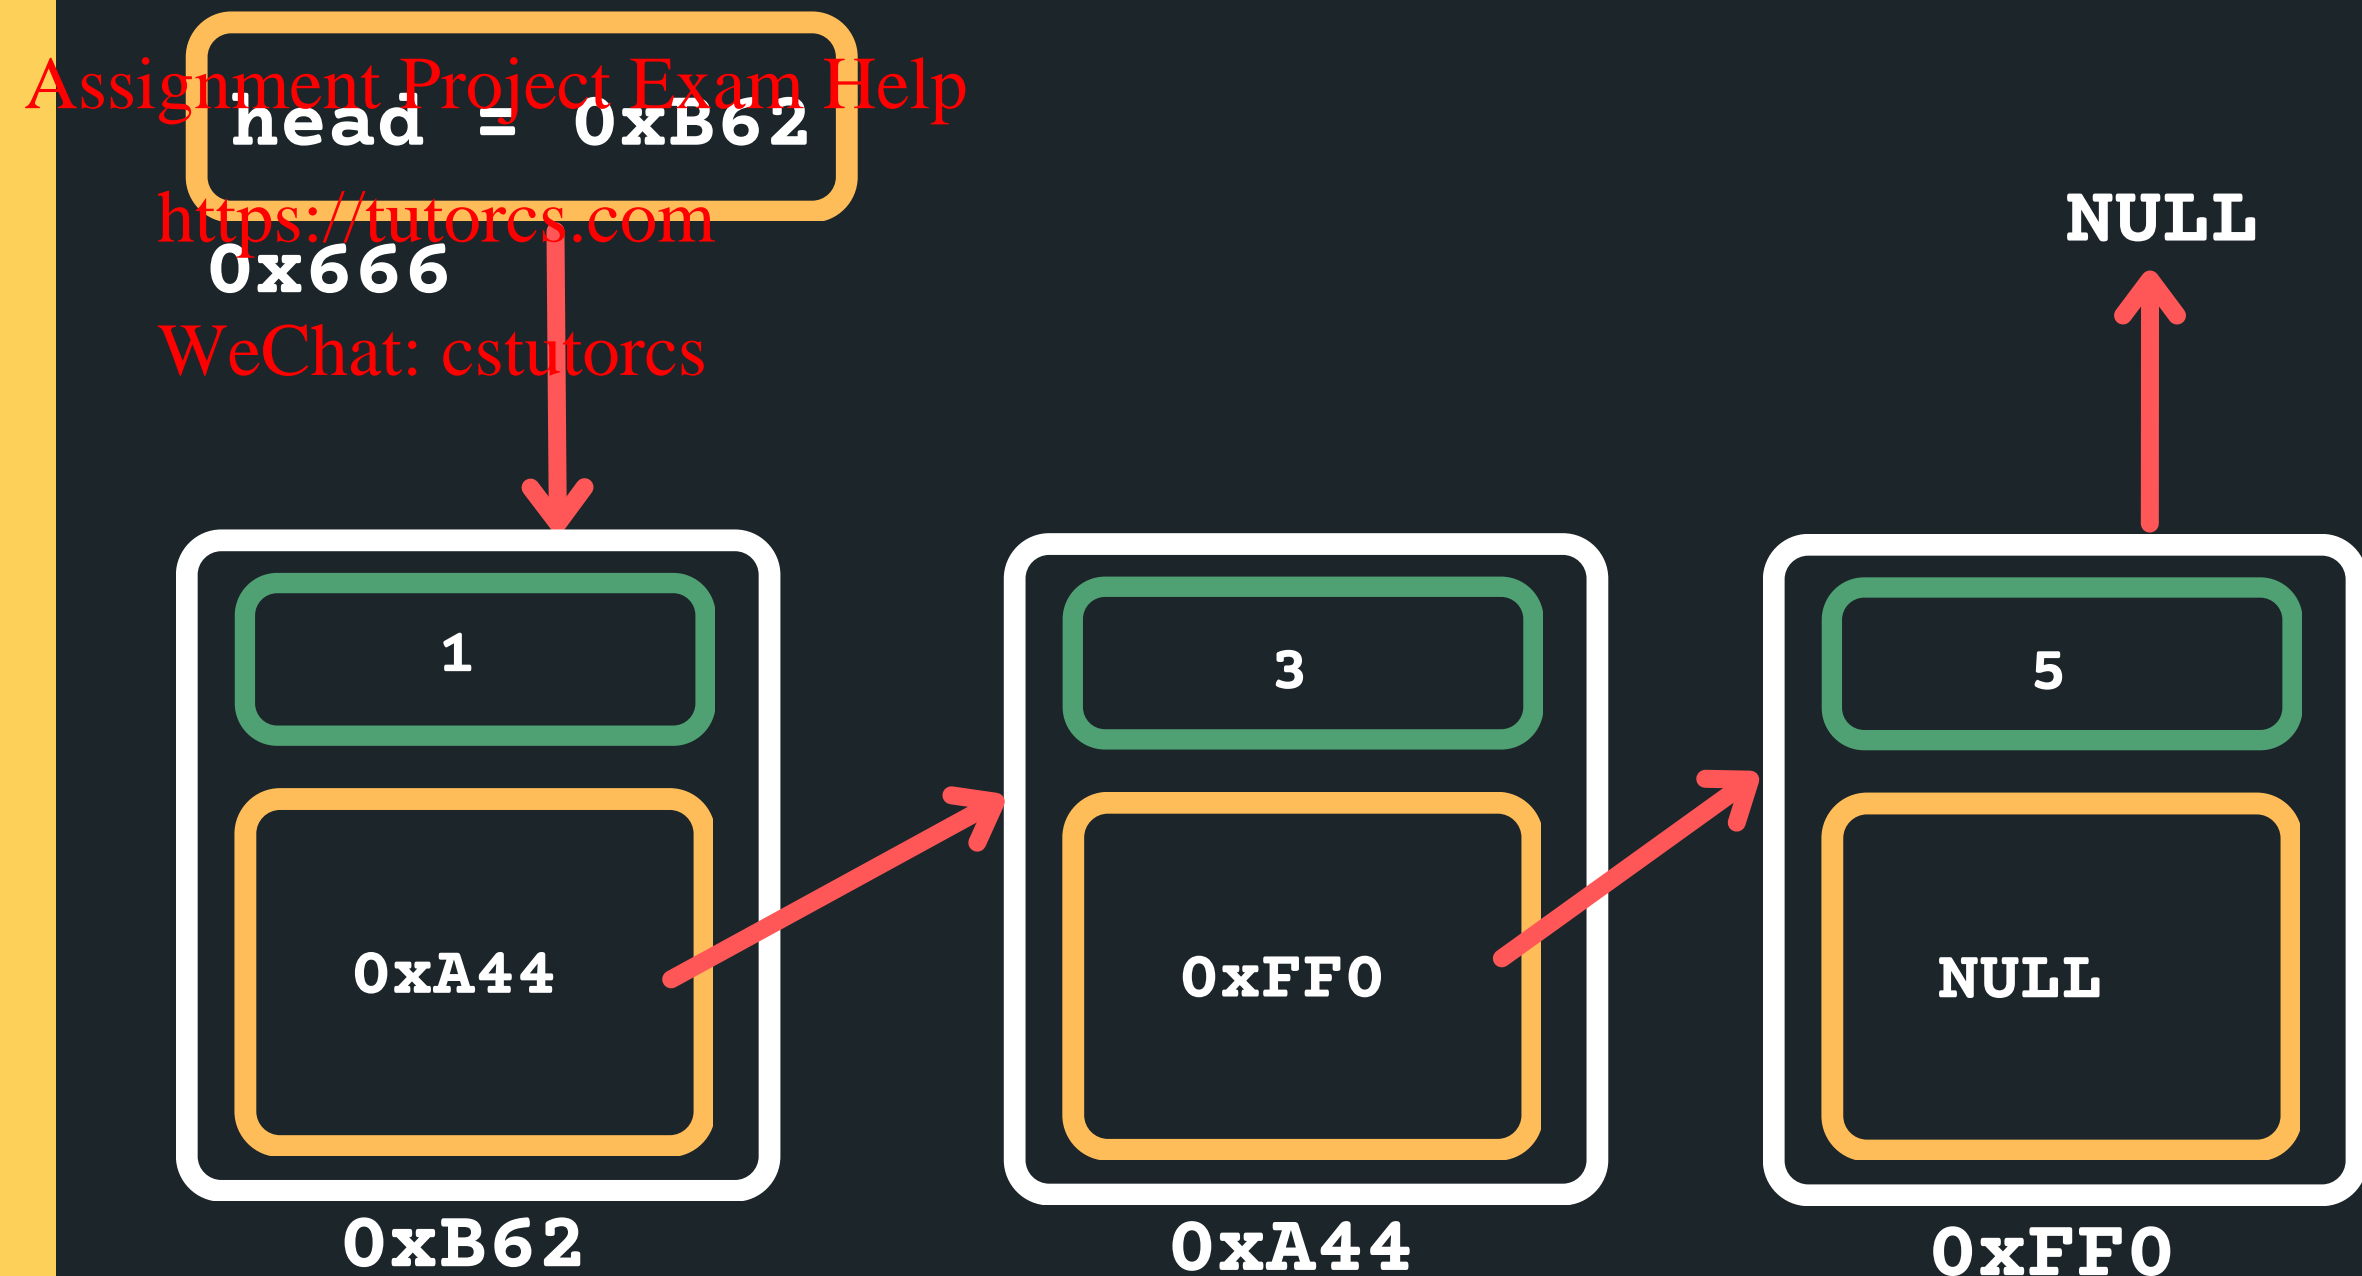 Assignment Project Exam Help
head = 0xB62
https://tutorcs.com
0x666
WeChat: cstutorcs
NULL
1
3
5
0xA44
0xFF0
NULL
0xB62
0xA44
0xFF0